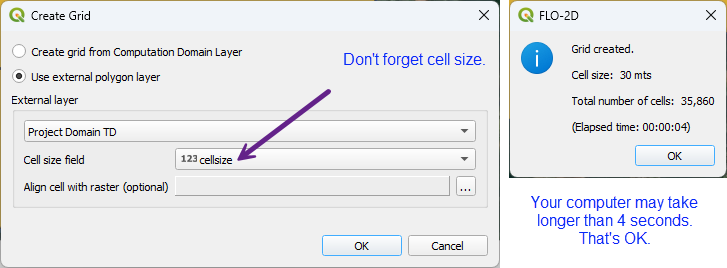 Create Grid
Create grid from Computation Domain Layer
Use external polygon layer
Don't forget cell size.
External layer
Project Domain TD
Cell size field
123 cellsize
Align cell with raster (optional)
...
OK
Cancel
FLO-2D
Grid created.
Cell size: 30 mts
Total number of cells: 35,860
(Elapsed time: 00:00:04)
OK
Your computer may take
longer than 4 seconds.
That's OK.